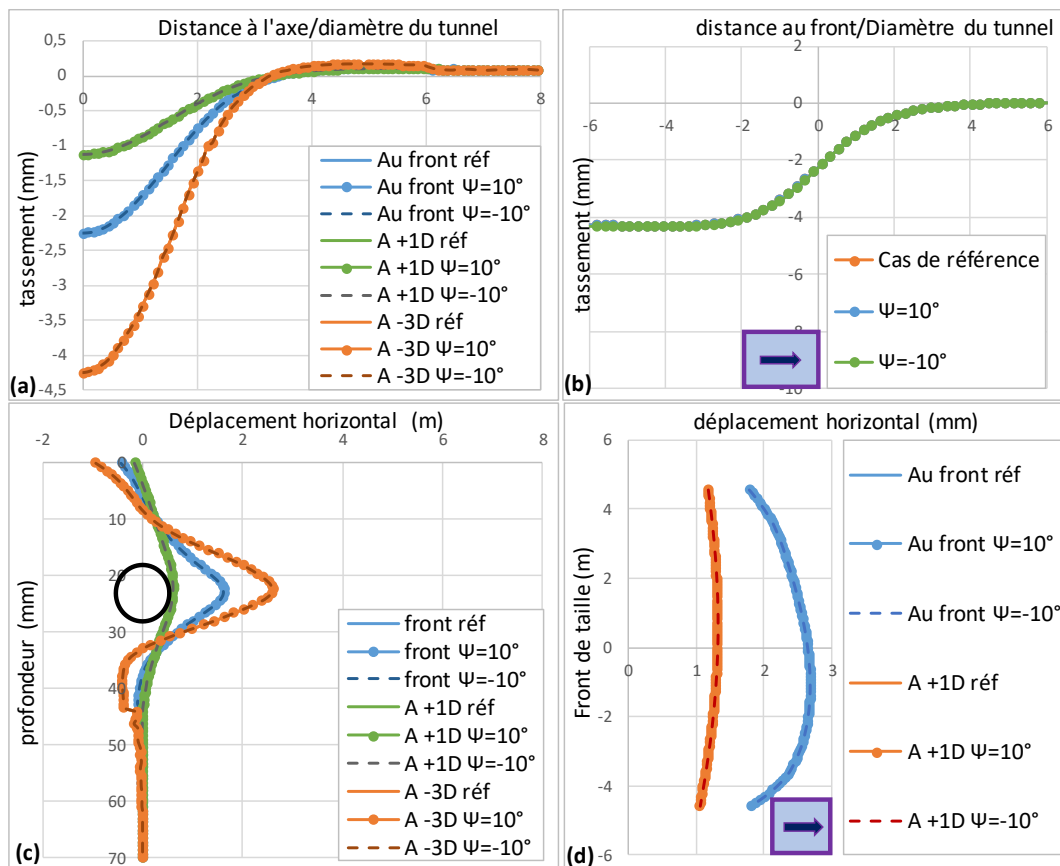 Distance à l'axe/diamètre du tunnel
0,5
0
-0,5
-1
-1,5
-2
-2,5
-3
-3,5
-4
-4,5
0 2 4 6 8
tassement (mm)
Au front réf
Au front Ψ=10°
Au front Ψ=-10°
A +1D réf
A +1D Ψ=10°
A +1D Ψ=-10°
A -3D réf
A -3D Ψ=10°
A -3D Ψ=-10°
(a)
distance au front/Diamètre du tunnel
2
0
-2
-4
-6
-10
-6 -4 -2 0 2 4 6
tassement (mm)
Cas de référence
Ψ=10°
Ψ=-10°
(b)
Déplacement horizontal (m)
-2 0 2 4 6 8
10
20
30
40
50
60
70
profondeur (mm)
front réf
front Ψ=10°
front Ψ=-10°
A +1D réf
A +1D Ψ=10°
A +1D Ψ=-10°
A -3D réf
A -3D Ψ=10°
A -3D Ψ=-10°
(c)
déplacement horizontal (mm)
6
4
2
0
-2
-4
-6
0 1 2 3
Front de taille (m)
Au front réf
Au front Ψ=10°
Au front Ψ=-10°
A +1D réf
A +1D Ψ=10°
A +1D Ψ=-10°
(d)